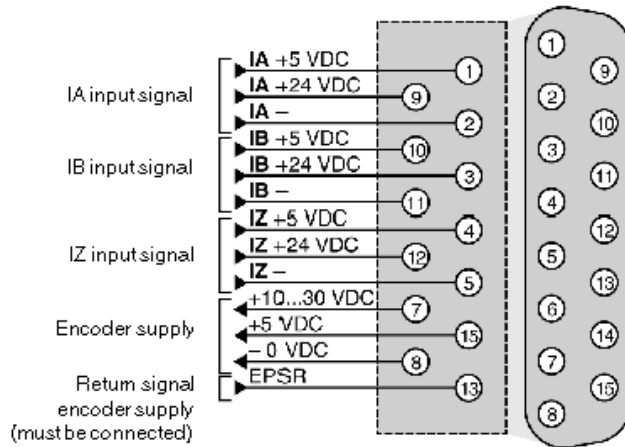 IA input signal
IA +5 VDC
1
IA +24 VDC
9
IA –
2
IB input signal
IB +5 VDC
10
IB +24 VDC
3
IB –
11
IZ input signal
IZ +5 VDC
4
IZ +24 VDC
12
IZ –
5
Encoder supply
+10...30 VDC
7
+5 VDC
15
– 0 VDC
8
Return signal
encoder supply
(must be connected)
EPSR
13
1
9
2
10
3
11
4
12
5
13
6
14
7
15
8